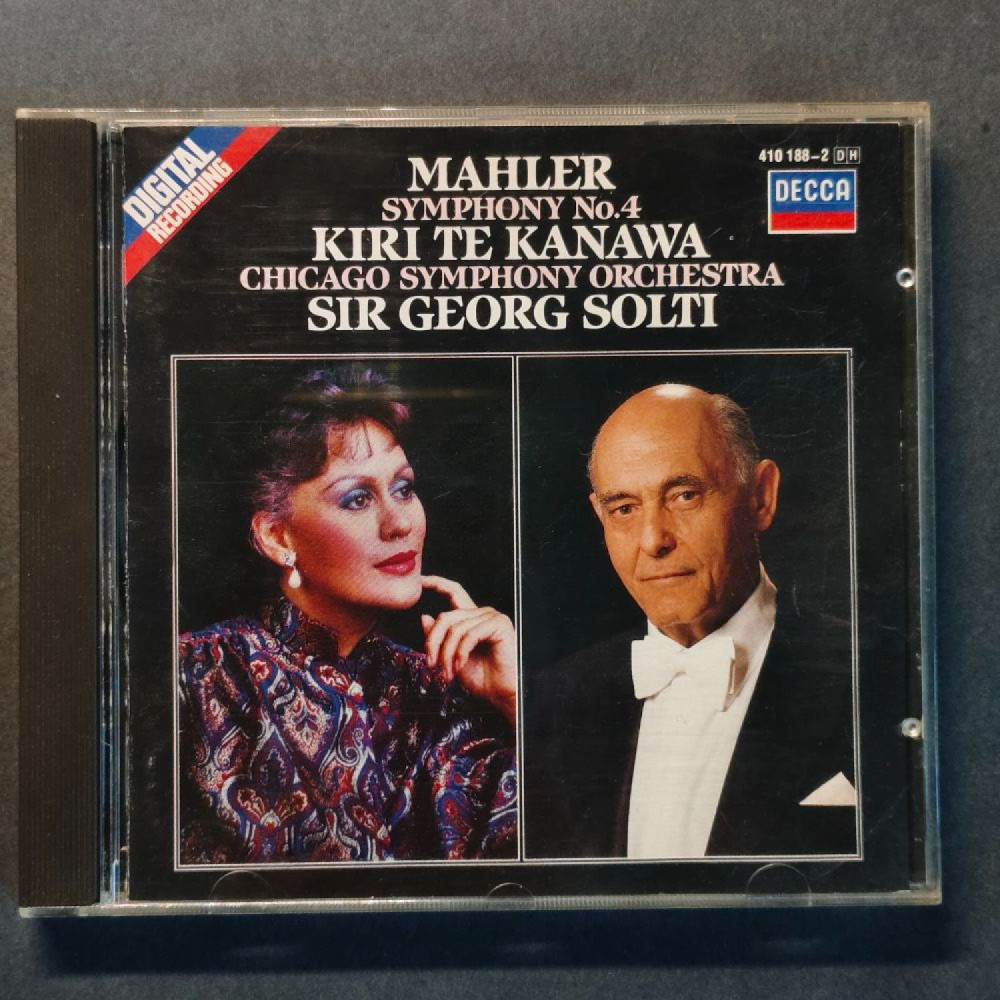 DIGITAL
RECORDING
MAHLER
SYMPHONY No.4
KIRI TE KANAWA
CHICAGO SYMPHONY ORCHESTRA
SIR GEORG SOLTI
410 188-2 DH
DECCA